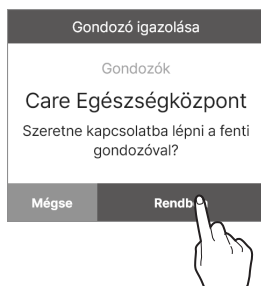 Gondozó igazolása
Gondozók
Care Egészségközpont
Szeretne kapcsolatba lépni a fenti
gondozóval?
Mégse